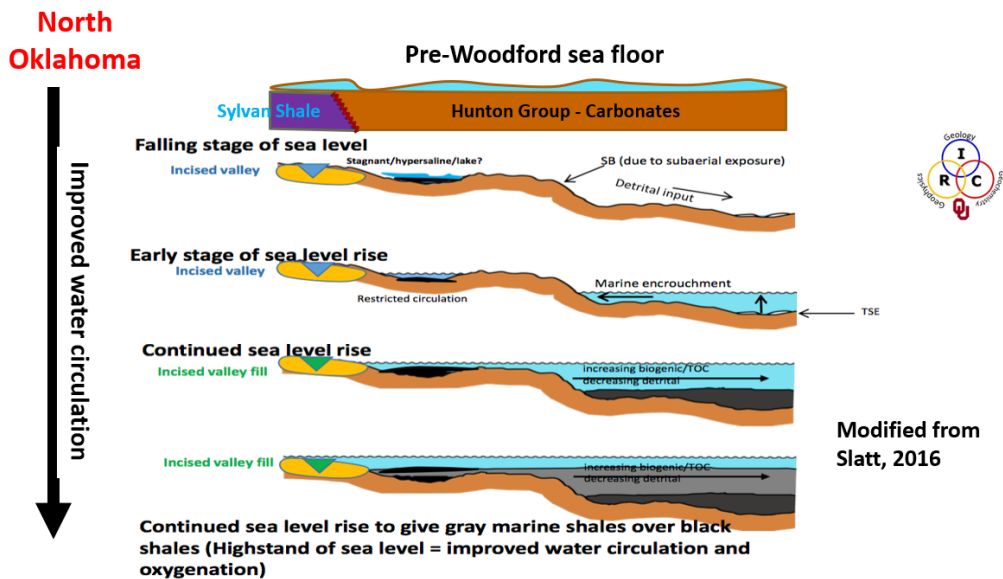 North
Oklahoma
Pre-Woodford sea floor
Sylvan Shale
Hunton Group - Carbonates
Improved water circulation
Falling stage of sea level
Incised valley
Stagnant/hypersaline/lake?
SB (due to subaerial exposure)
Detrital input
Geology
I
R
C
Geophysics
Geochemistry
OU
Early stage of sea level rise
Incised valley
Restricted circulation
Marine encrouchment
TSE
Continued sea level rise
Incised valley fill
increasing biogenic/TOC
decreasing detrital
Modified from
Slatt, 2016
Incised valley fill
increasing biogenic/TOC
decreasing detrital
Continued sea level rise to give gray marine shales over black
shales (Highstand of sea level = improved water circulation and
oxygenation)